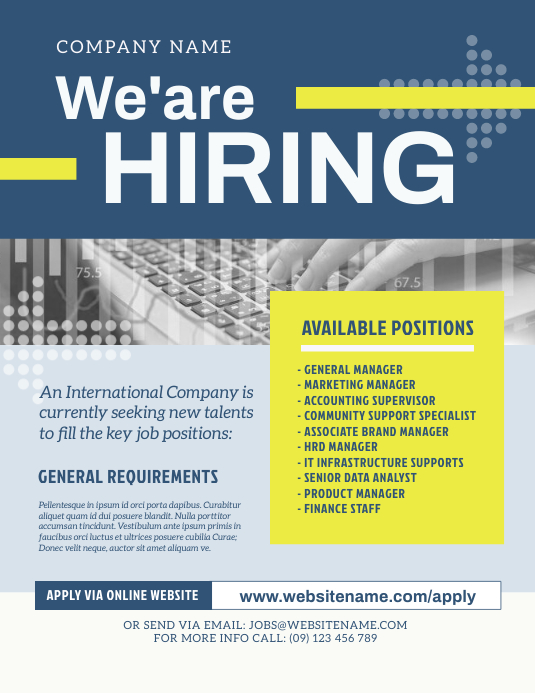 COMPANY NAME
We'are
HIRING
75.5
67.5
AVAILABLE POSITIONS
- GENERAL MANAGER
- MARKETING MANAGER
- ACCOUNTING SUPERVISOR
- COMMUNITY SUPPORT SPECIALIST
- ASSOCIATE BRAND MANAGER
- HRD MANAGER
- IT INFRASTRUCTURE SUPPORTS
- SENIOR DATA ANALYST
- PRODUCT MANAGER
- FINANCE STAFF
An International Company is
currently seeking new talents
to fill the key job positions:
GENERAL REQUIREMENTS
Pellentesque in ipsum id orci porta dapibus. Curabitur
aliquet quam id dui posuere blandit. Nulla porttitor
accumsan tincidunt. Vestibulum ante ipsum primis in
faucibus orci luctus et ultrices posuere cubilia Curae;
Donec velit neque, auctor sit amet aliquam ve.
APPLY VIA ONLINE WEBSITE
www.websitename.com/apply
OR SEND VIA EMAIL: JOBS@WEBSITENAME.COM
FOR MORE INFO CALL: (09) 123 456 789